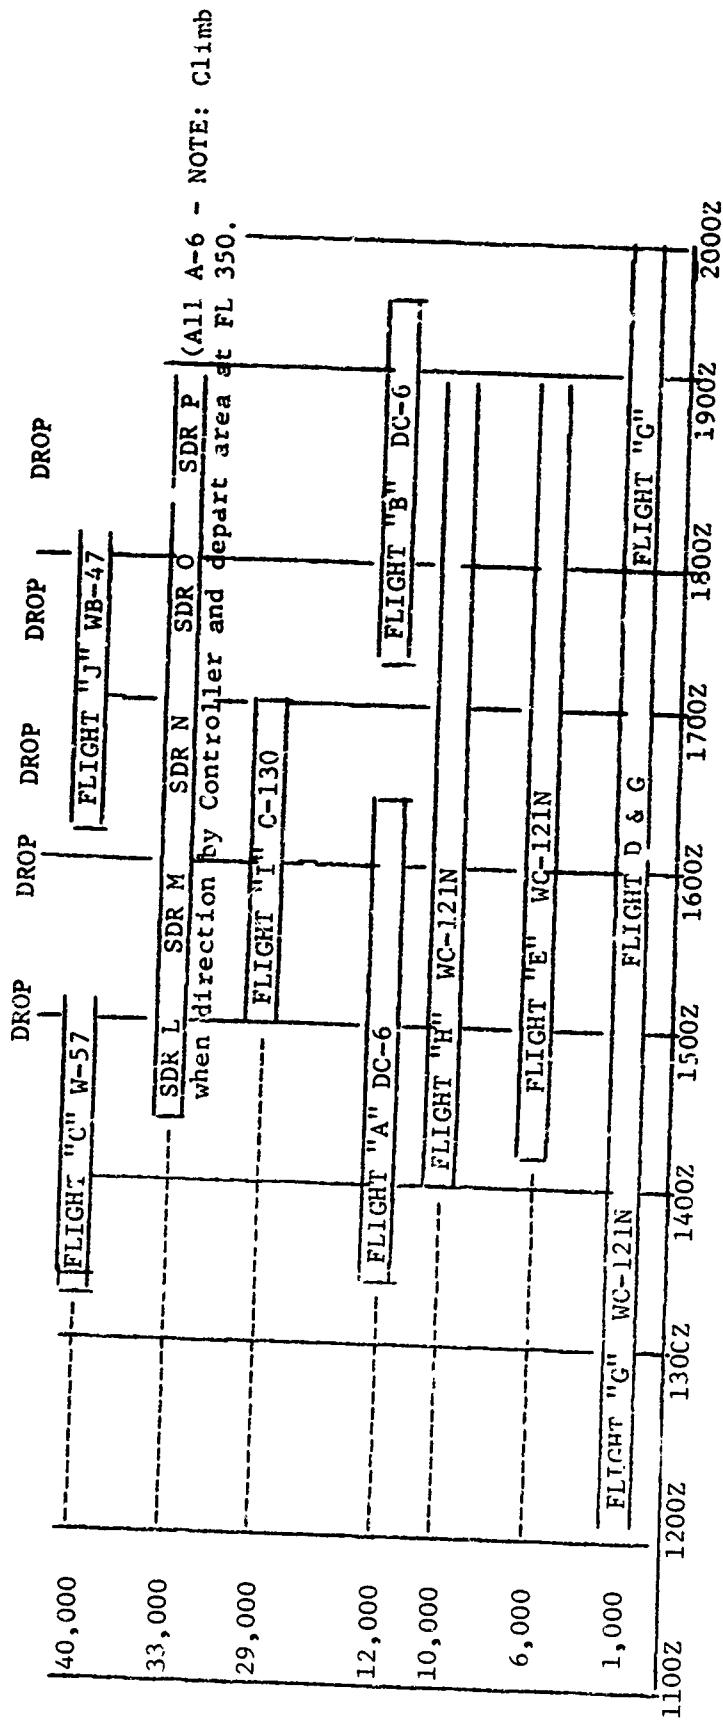 DROP DROP DROP DROP DROP
40,000 FLIGHT "C" W-57 FLIGHT "J" WB-47
33,000 SDR L SDR M SDR N SDR O SDR P (All A-6 - NOTE: Climb
when direction by Controller and depart area at FL 350.
29,000 FLIGHT "I" C-130
12,000 FLIGHT "A" DC-6 FLIGHT "B" DC-6
10,000 FLIGHT "H" WC-121N
6,000 FLIGHT "E" WC-121N
1,000 FLIGHT "G" WC-121N FLIGHT D & G FLIGHT "G"
1100Z 1200Z 1300Z 1400Z 1500Z 1600Z 1700Z 1800Z 1900Z 2000Z